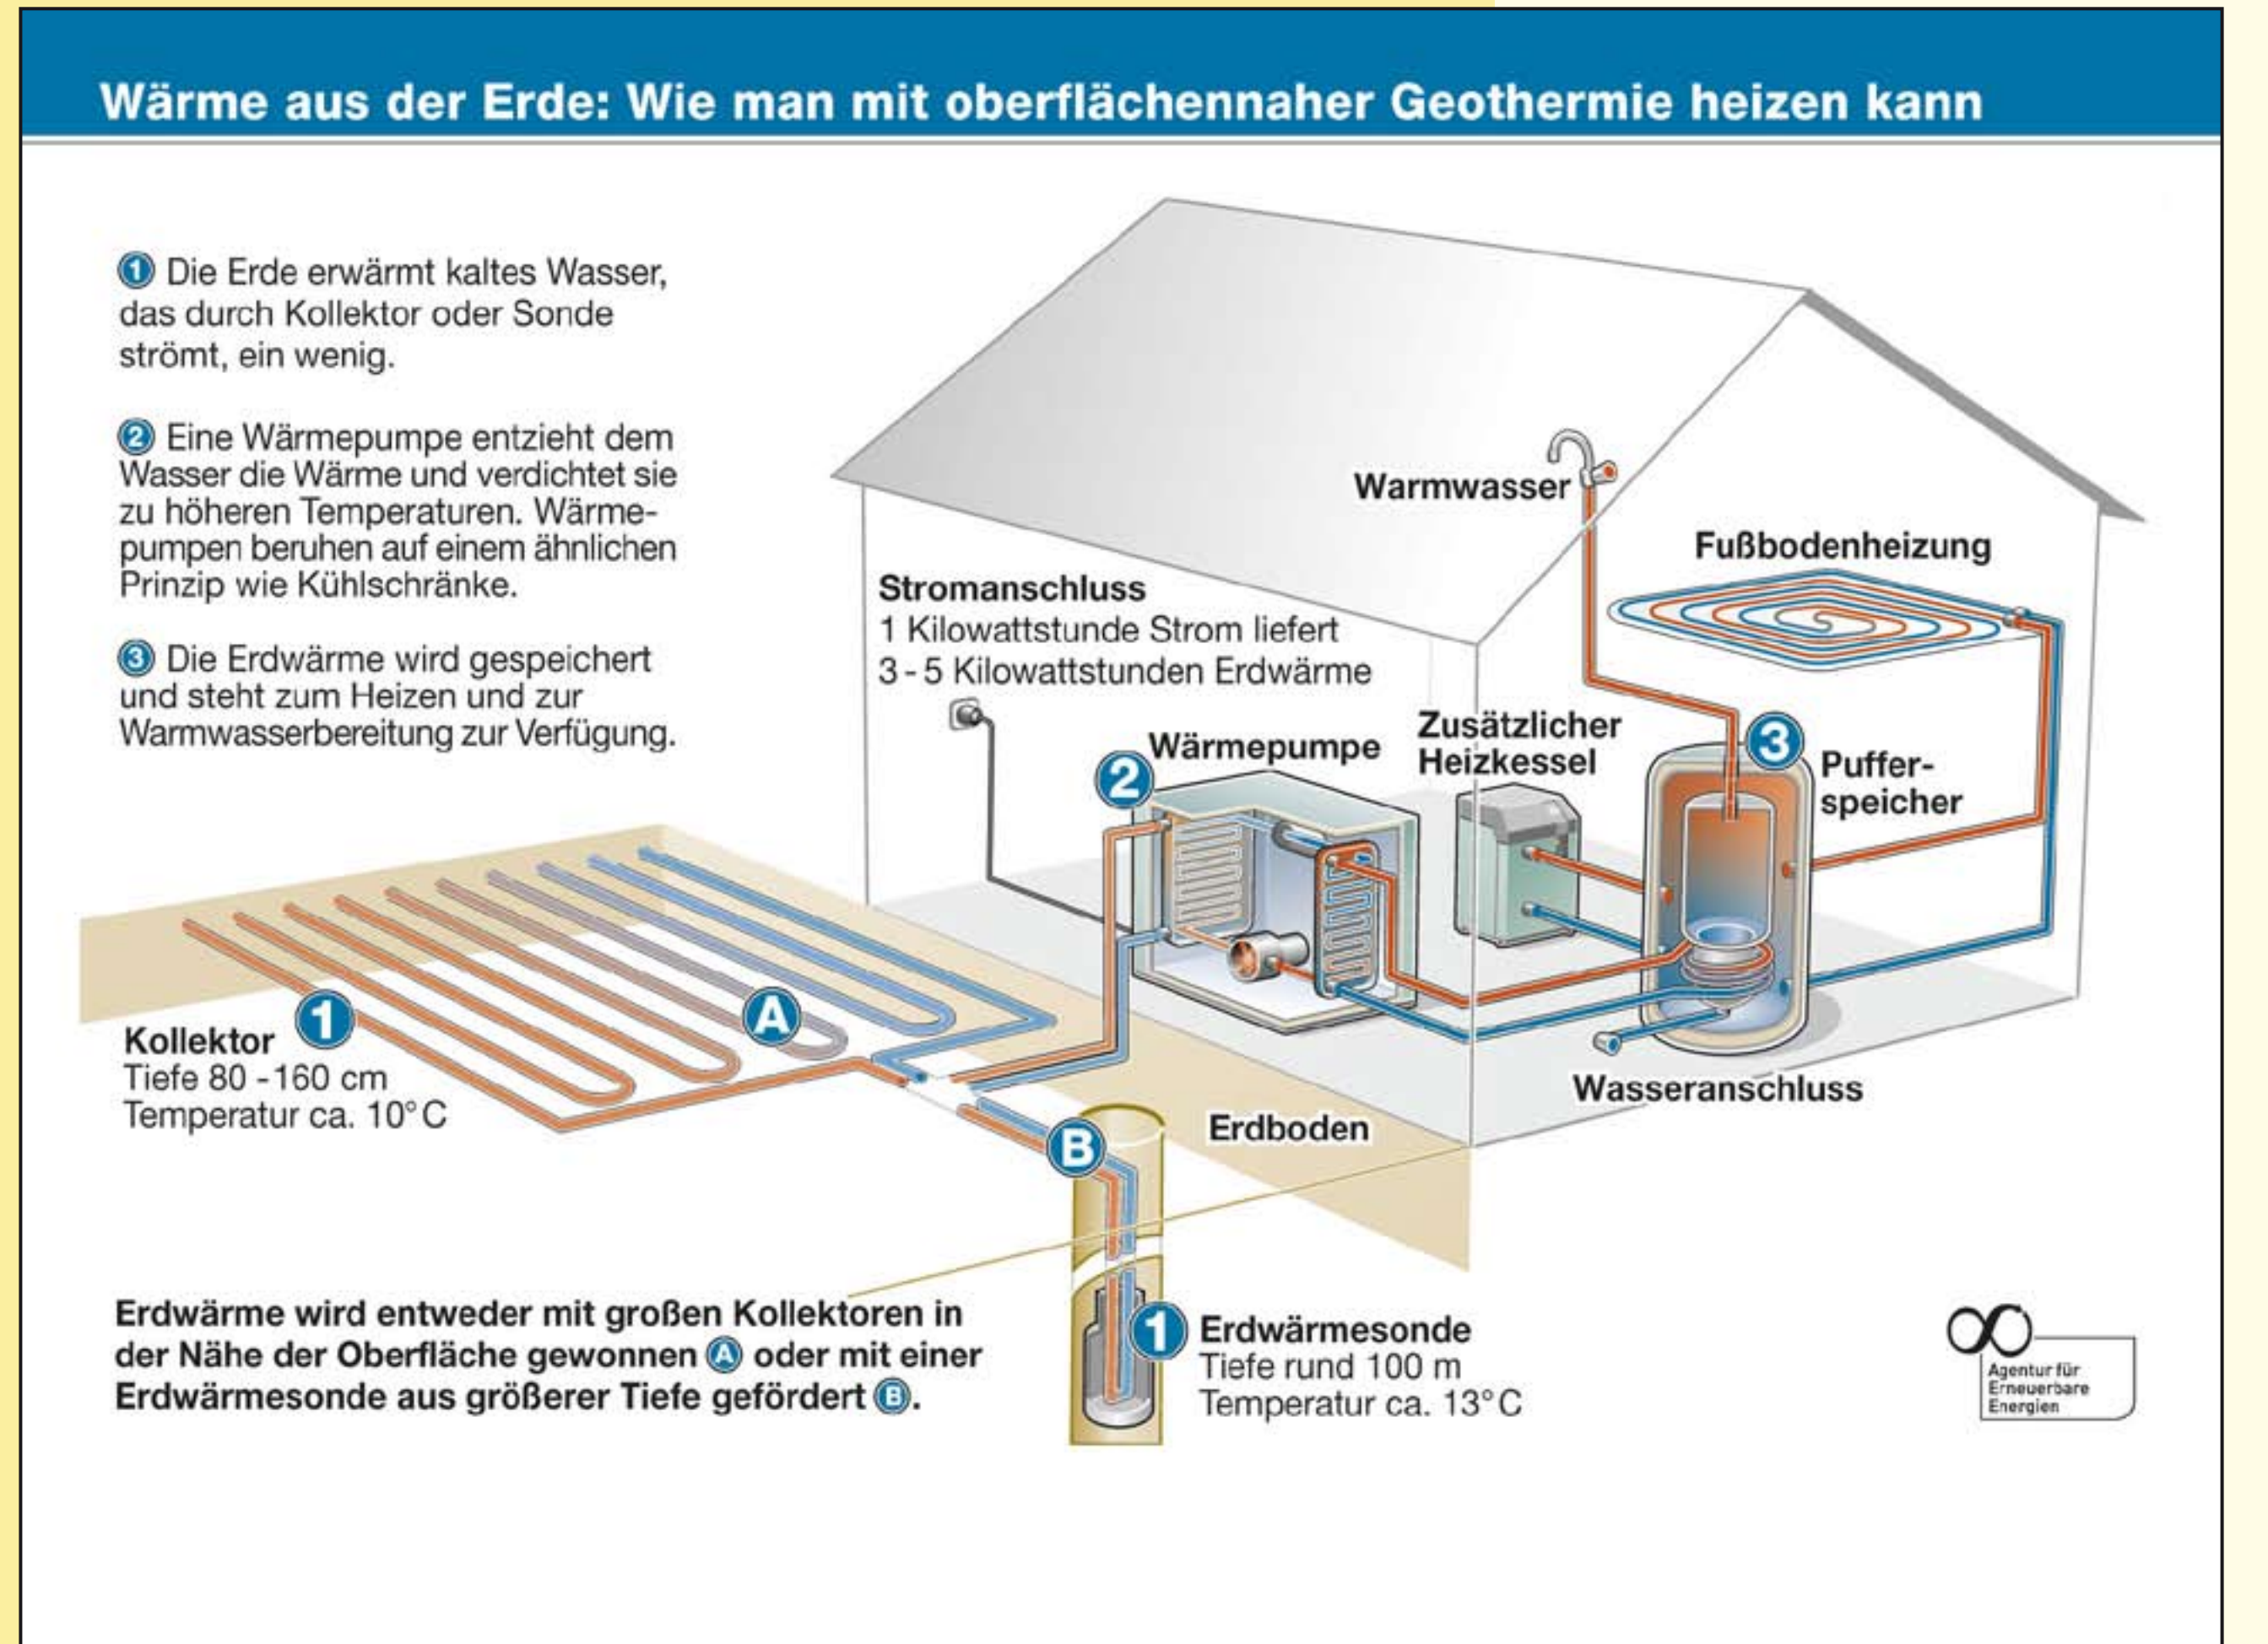 Wärme aus der Erde: Wie man mit oberflächennaher Geothermie heizen kann
1 Die Erde erwärmt kaltes Wasser,
das durch Kollektor oder Sonde
strömt, ein wenig.
2 Eine Wärmepumpe entzieht dem
Wasser die Wärme und verdichtet sie
zu höheren Temperaturen. Wärme-
pumpen beruhen auf einem ähnlichen
Prinzip wie Kühlschränke.
3 Die Erdwärme wird gespeichert
und steht zum Heizen und zur
Warmwasserbereitung zur Verfügung.
Warmwasser
Fußbodenheizung
Stromanschluss
1 Kilowattstunde Strom liefert
3 - 5 Kilowattstunden Erdwärme
2
Wärmepumpe
Zusätzlicher
Heizkessel
3
Puffer-
speicher
Wasseranschluss
1
A
Kollektor
Tiefe 80 - 160 cm
Temperatur ca. 10° C
B
Erdboden
Erdwärme wird entweder mit großen Kollektoren in
der Nähe der Oberfläche gewonnen A oder mit einer
Erdwärmesonde aus größerer Tiefe gefördert B.
1
Erdwärmesonde
Tiefe rund 100 m
Temperatur ca. 13° C
Agentur für
Erneuerbare
Energien